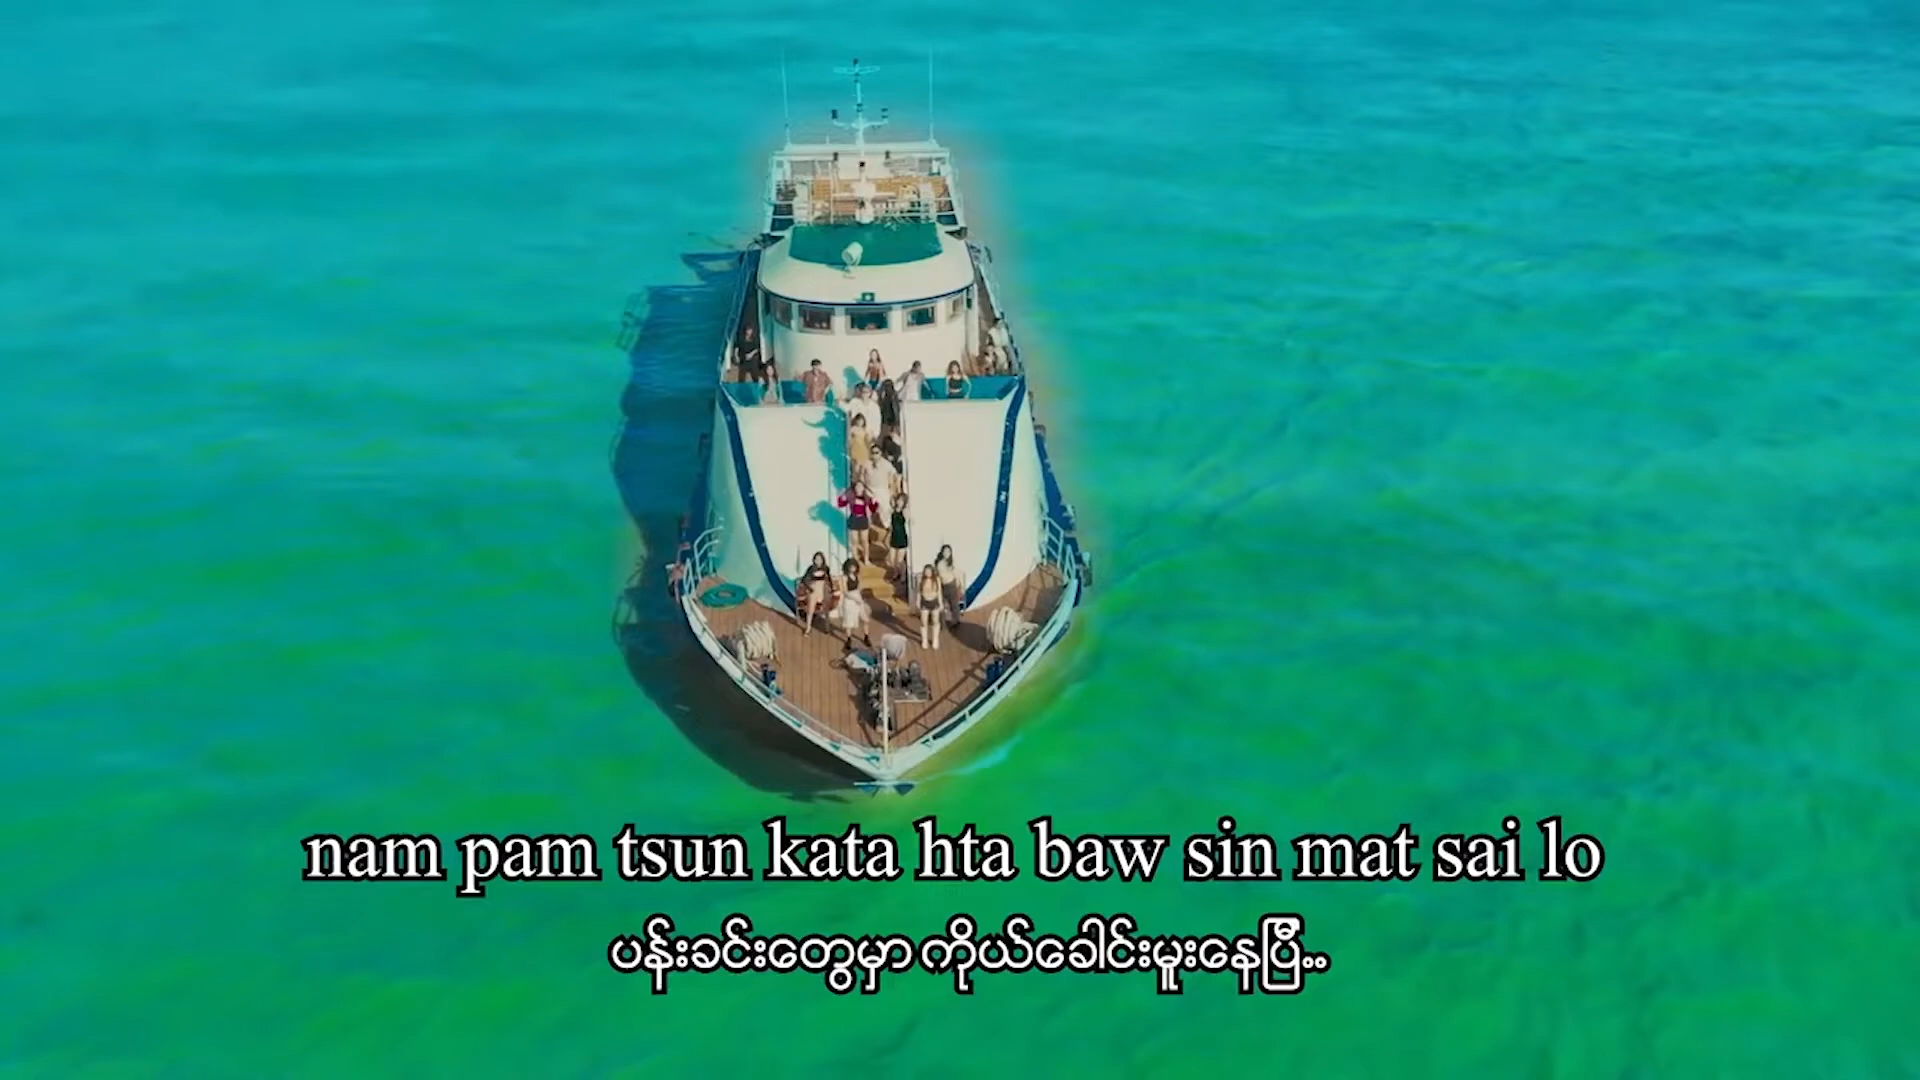 nam pam tsun kata hta baw sin mat sai lo
ပန်းခင်းတွေမှာ ကိုယ်ခေါင်းမူးနေပြီ..